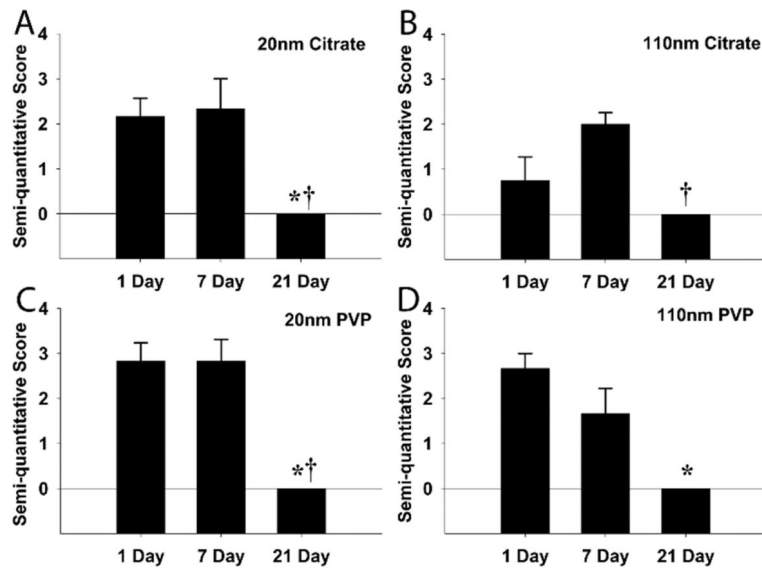 A
20nm Citrate
Semi-quantitative Score
4
3
2
1
0
*†
1 Day 7 Day 21 Day
B
110nm Citrate
Semi-quantitative Score
4
3
2
1
0
†
1 Day 7 Day 21 Day
C
20nm PVP
Semi-quantitative Score
4
3
2
1
0
*†
1 Day 7 Day 21 Day
D
110nm PVP
Semi-quantitative Score
4
3
2
1
0
*
1 Day 7 Day 21 Day